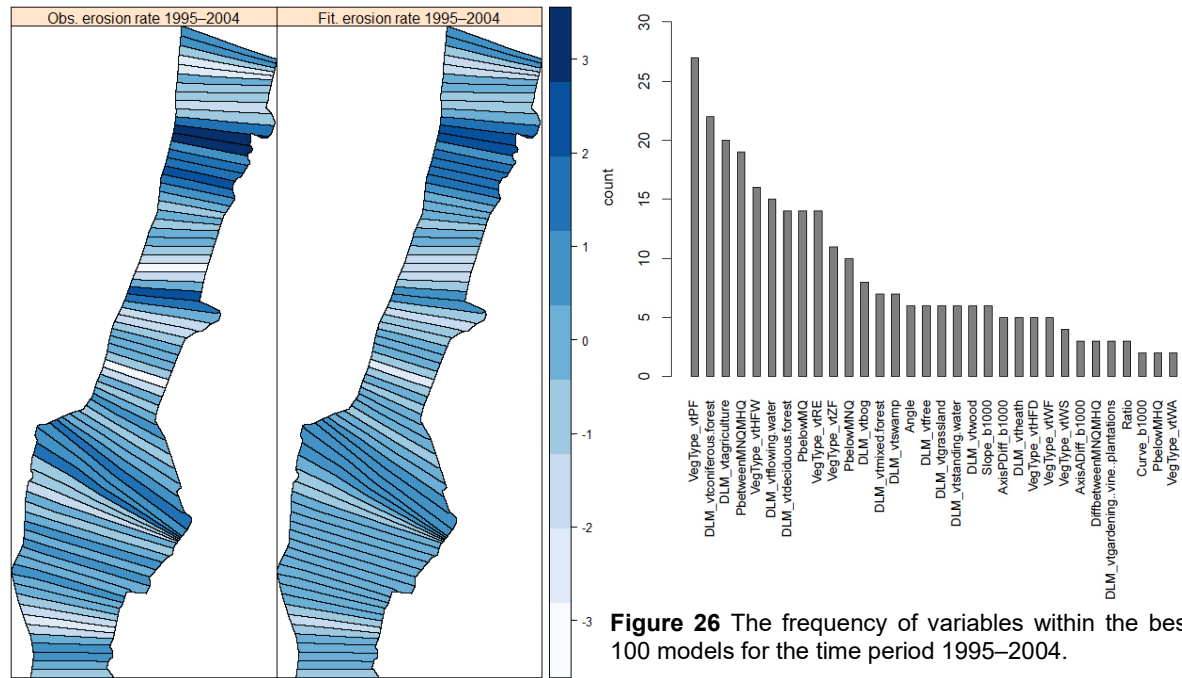 Obs. erosion rate 1995–2004
Fit. erosion rate 1995–2004
3
2
1
0
-1
-2
-3
count
30
25
20
15
10
5
0
VegType_vtPF
DLM_vtconiferous.forest
DLM_vtagriculture
PbetweenMNQMHQ
VegType_vtHFW
DLM_vtflowing.water
DLM_vtdeciduous.forest
PbelowMQ
VegType_vtRE
VegType_vtZF
PbelowMNQ
DLM_vtbog
DLM_vtmixed.forest
DLM_vtswamp
Angle
DLM_vtfree
DLM_vtgrassland
DLM_vtstanding.water
DLM_vtwood
Slope_b1000
AxisPDiff_b1000
DLM_vtheath
VegType_vtHFD
VegType_vtWF
VegType_vtWS
AxisADiff_b1000
DiffbetweenMNQMHQ
DLM_vtgardening..vine..plantations
Ratio
Curve_b1000
PbelowMHQ
VegType_vtWA
Figure 26 The frequency of variables within the bes
100 models for the time period 1995–2004.